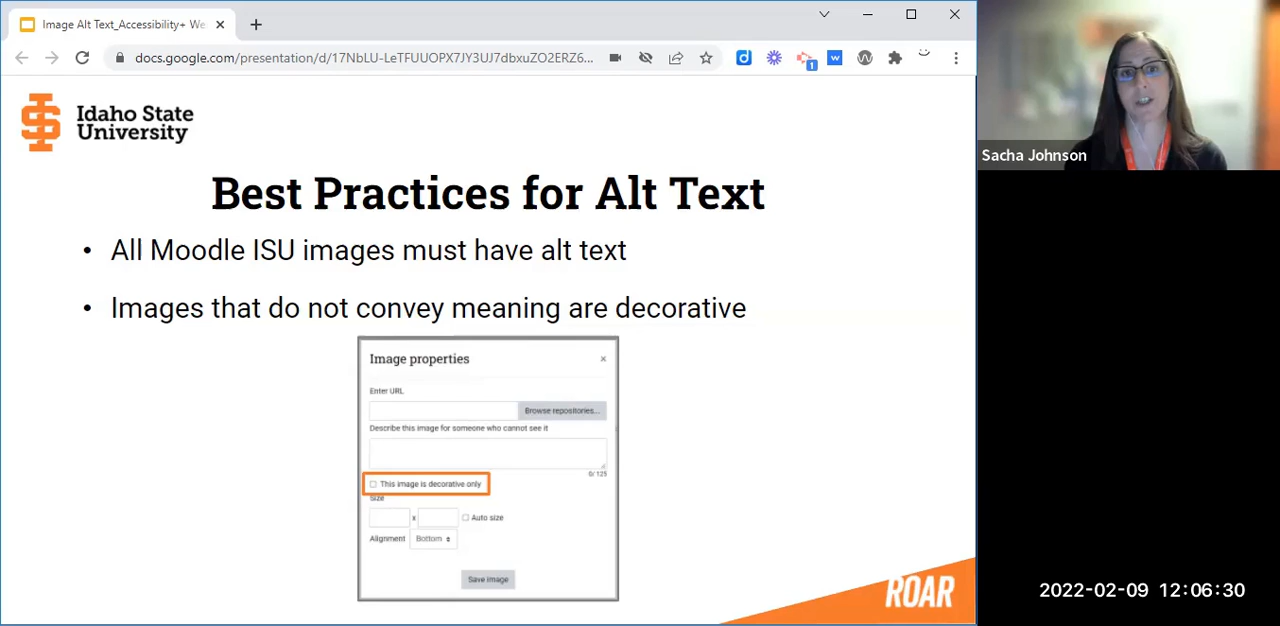 Image Alt Text_Accessibility+ We
docs.google.com/presentation/d/17NbLU-LeTFUUOPX7JY3UJ7dbxuZO2ERZ6...
1
Idaho State
University
Best Practices for Alt Text
• All Moodle ISU images must have alt text
• Images that do not convey meaning are decorative
Image properties
Enter URL
Browse repositories...
Describe this image for someone who cannot see it
0/ 125
This image is decorative only
Size
x
Auto size
Alignment
Bottom
Save image
ROAR
Sacha Johnson
2022-02-09 12:06:30